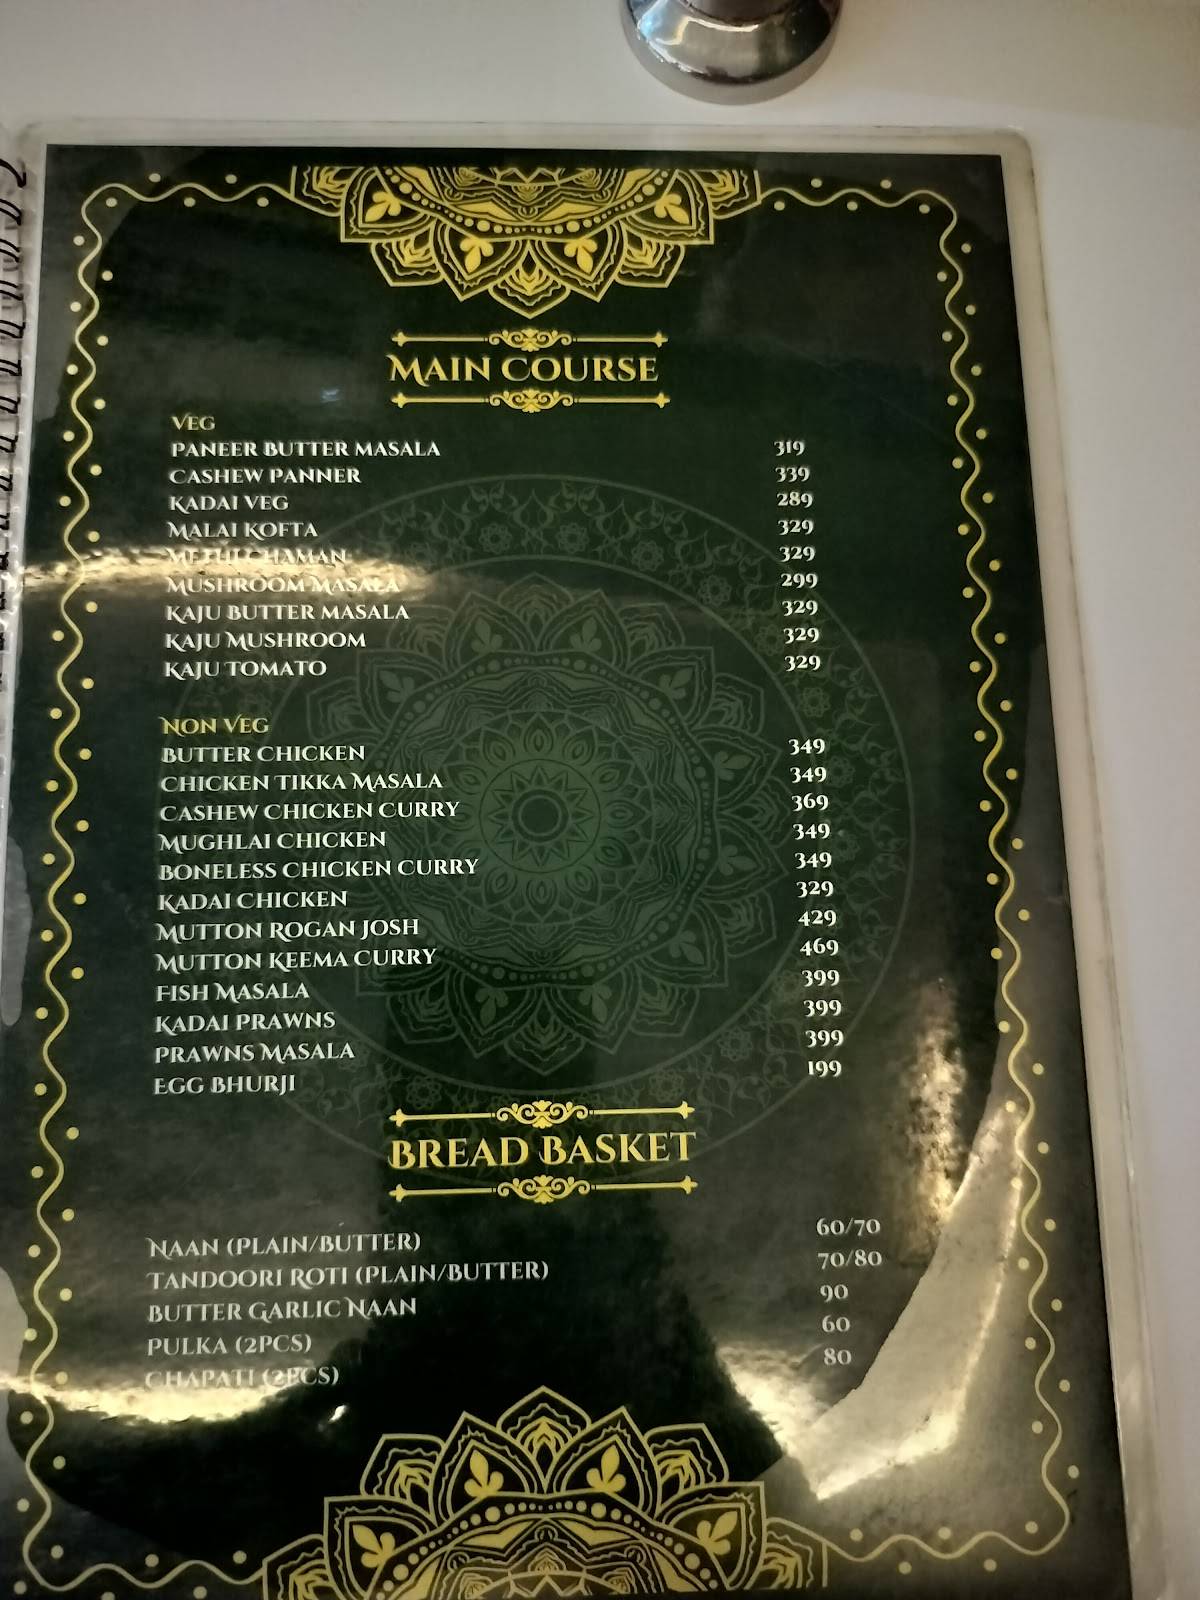 MAIN COURSE
VEG
PANEER BUTTER MASALA 319
CASHEW PANNER 339
KADAI VEG 289
MALAI KOFTA 329
METHI CHAMAN 329
MUSHROOM MASALA 299
KAJU BUTTER MASALA 329
KAJU MUSHROOM 329
KAJU TOMATO 329
NON VEG
BUTTER CHICKEN 349
CHICKEN TIKKA MASALA 349
CASHEW CHICKEN CURRY 369
MUGHLAI CHICKEN 349
BONELESS CHICKEN CURRY 349
KADAI CHICKEN 329
MUTTON ROGAN JOSH 429
MUTTON KEEMA CURRY 469
FISH MASALA 399
KADAI PRAWNS 399
PRAWNS MASALA 399
EGG BHURJI 199
BREAD BASKET
NAAN (PLAIN/BUTTER) 60/70
TANDOORI ROTI (PLAIN/BUTTER) 70/80
BUTTER GARLIC NAAN 90
PULKA (2PCS) 60
CHAPATI (2PCS) 80